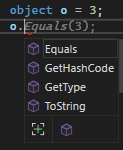 object o = 3;
o.Equals(3);
Equals
GetHashCode
GetType
ToString